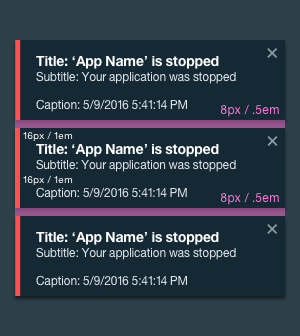 Title: ‘App Name’ is stopped
Subtitle: Your application was stopped
Caption: 5/9/2016 5:41:14 PM
8px / .5em
16px / 1em
Title: ‘App Name’ is stopped
Subtitle: Your application was stopped
16px / 1em
Caption: 5/9/2016 5:41:14 PM
8px / .5em
Title: ‘App Name’ is stopped
Subtitle: Your application was stopped
Caption: 5/9/2016 5:41:14 PM